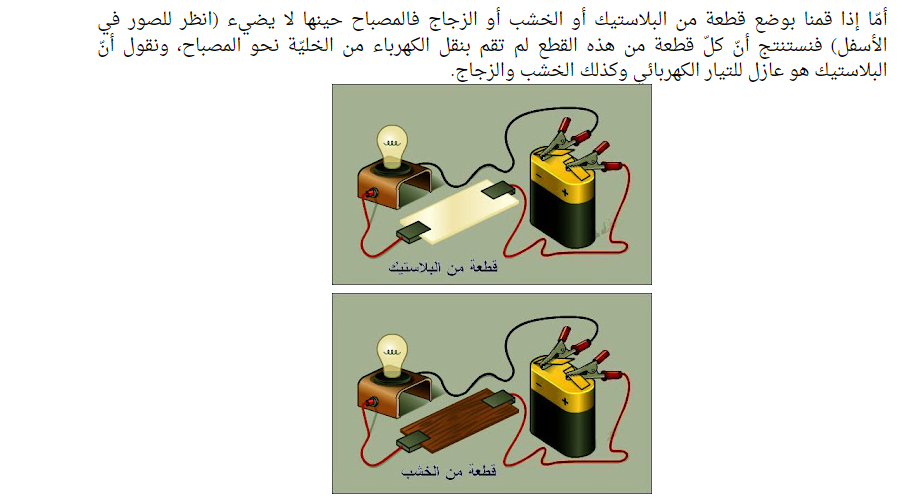 أمّا إذا قمنا بوضع قطعة من البلاستيك أو الخشب أو الزجاج فالمصباح حينها لا يضيء (انظر للصور في
الأسفل) فنستنتج أنّ كلّ قطعة من هذه القطع لم تقم بنقل الكهرباء من الخليّة نحو المصباح، ونقول أنّ
البلاستيك هو عازل للتيار الكهربائي وكذلك الخشب والزجاج.
قطعة من البلاستيك
قطعة من الخشب